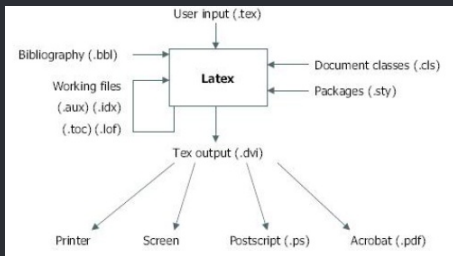 User input (.tex)
Bibliography (.bbl)
Latex
Document classes (.cls)
Working files
Packages (.sty)
(.aux) (.idx)
(.toc) (.lof)
Tex output (.dvi)
Printer
Screen
Postscript (.ps)
Acrobat (.pdf)